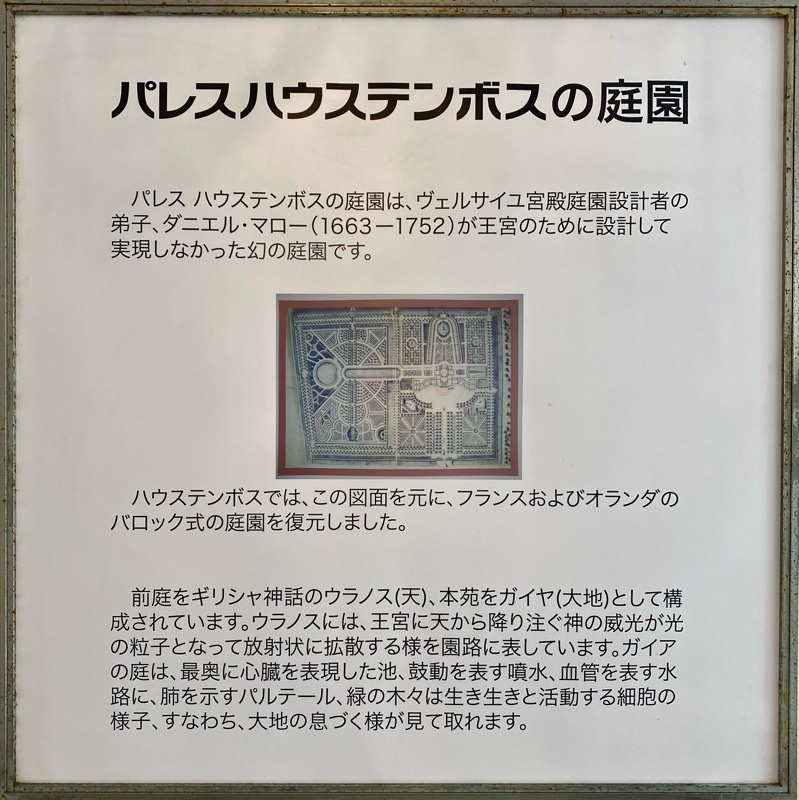 パレスハウステンボスの庭園
パレス ハウステンボスの庭園は、ヴェルサイユ宮殿庭園設計者の
弟子、ダニエル・マロー(1663－1752)が王宮のために設計して
実現しなかった幻の庭園です。
ハウステンボスでは、この図面を元に、フランスおよびオランダの
バロック式の庭園を復元しました。
前庭をギリシャ神話のウラノス(天)、本苑をガイヤ(大地)として構
成されています。ウラノスには、王宮に天から降り注ぐ神の威光が光
の粒子となって放射状に拡散する様を園路に表しています。ガイア
の庭は、最奥に心臓を表現した池、鼓動を表す噴水、血管を表す水
路に、肺を示すパルテール、緑の木々は生き生きと活動する細胞の
様子、すなわち、大地の息づく様が見て取れます。